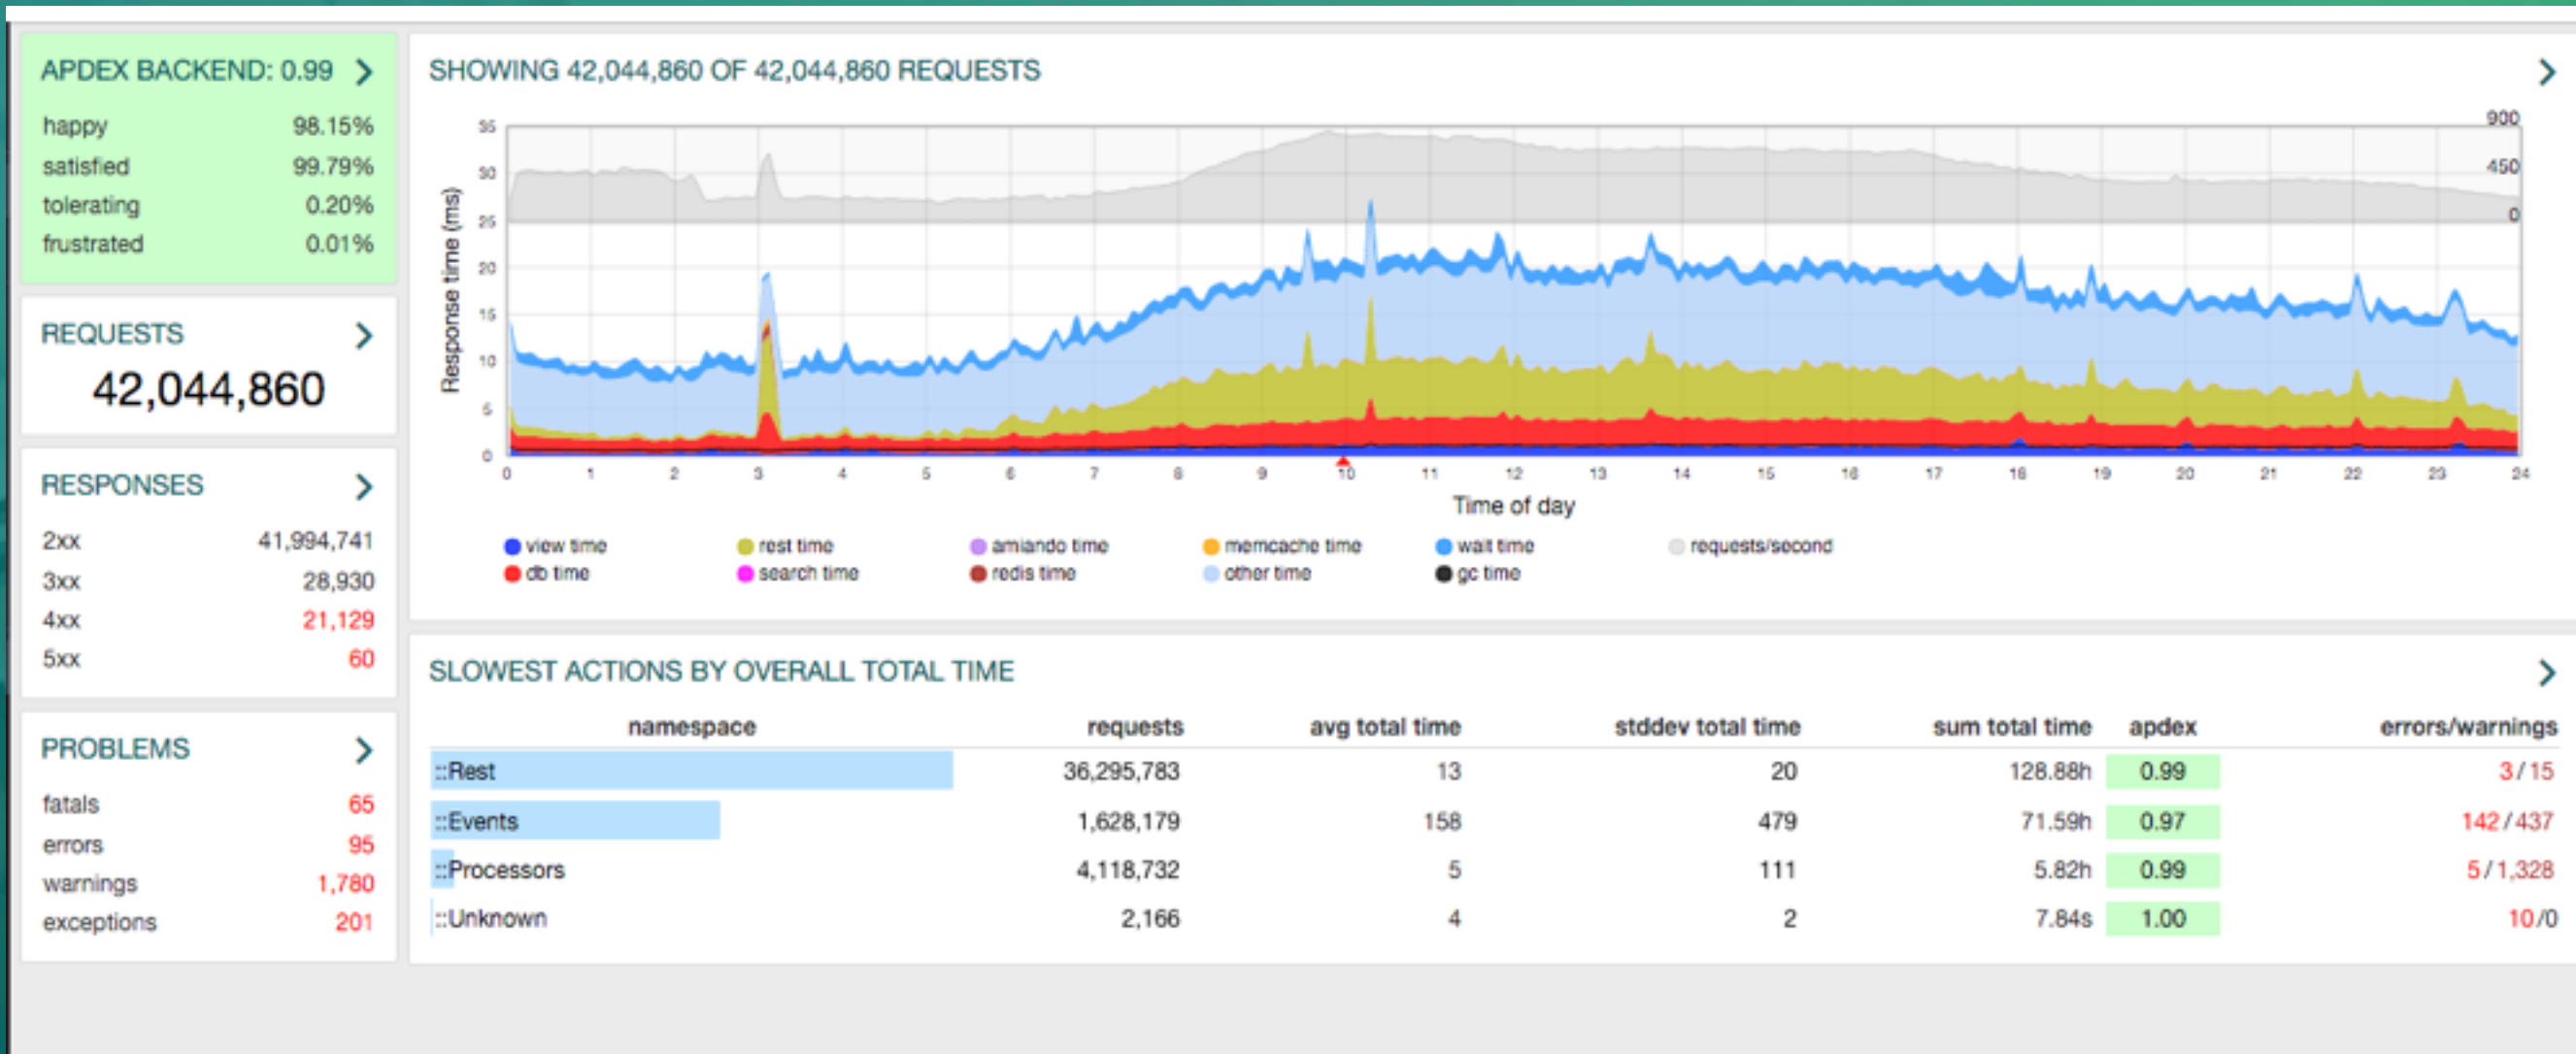 APDEX BACKEND: 0.99
happy 98.15%
satisfied 99.79%
tolerating 0.20%
frustrated 0.01%
REQUESTS
42,044,860
RESPONSES
2xx 41,994,741
3xx 28,930
4xx 21,129
5xx 60
PROBLEMS
fatals 65
errors 95
warnings 1,780
exceptions 201
SHOWING 42,044,860 OF 42,044,860 REQUESTS
Response time (ms)
35
30
25
20
15
10
5
0
900
450
0
0 1 2 3 4 5 6 7 8 9 10 11 12 13 14 15 16 17 18 19 20 21 22 23 24
Time of day
view time rest time amiando time memcache time wait time requests/second
db time search time redis time other time gc time
SLOWEST ACTIONS BY OVERALL TOTAL TIME
namespace requests avg total time stddev total time sum total time apdex errors/warnings
::Rest 36,295,783 13 20 128.88h 0.99 3/15
::Events 1,628,179 158 479 71.59h 0.97 142/437
::Processors 4,118,732 5 111 5.82h 0.99 5/1,328
::Unknown 2,166 4 2 7.84s 1.00 10/0